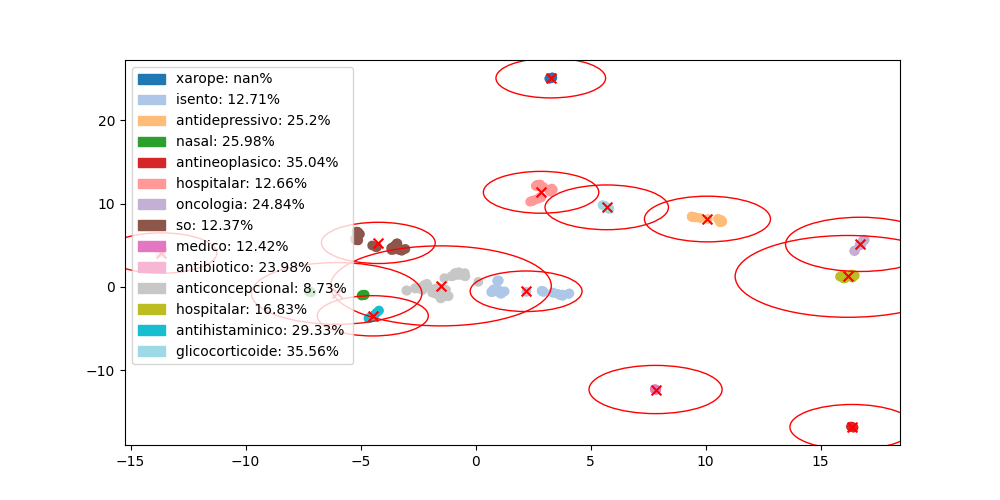 xarope: nan%
isento: 12.71%
antidepressivo: 25.2%
nasal: 25.98%
antineoplasico: 35.04%
hospitalar: 12.66%
oncologia: 24.84%
so: 12.37%
medico: 12.42%
antibiotico: 23.98%
anticoncepcional: 8.73%
hospitalar: 16.83%
antihistaminico: 29.33%
glicocorticoide: 35.56%
20
10
0
−10
−15 −10 −5 0 5 10 15